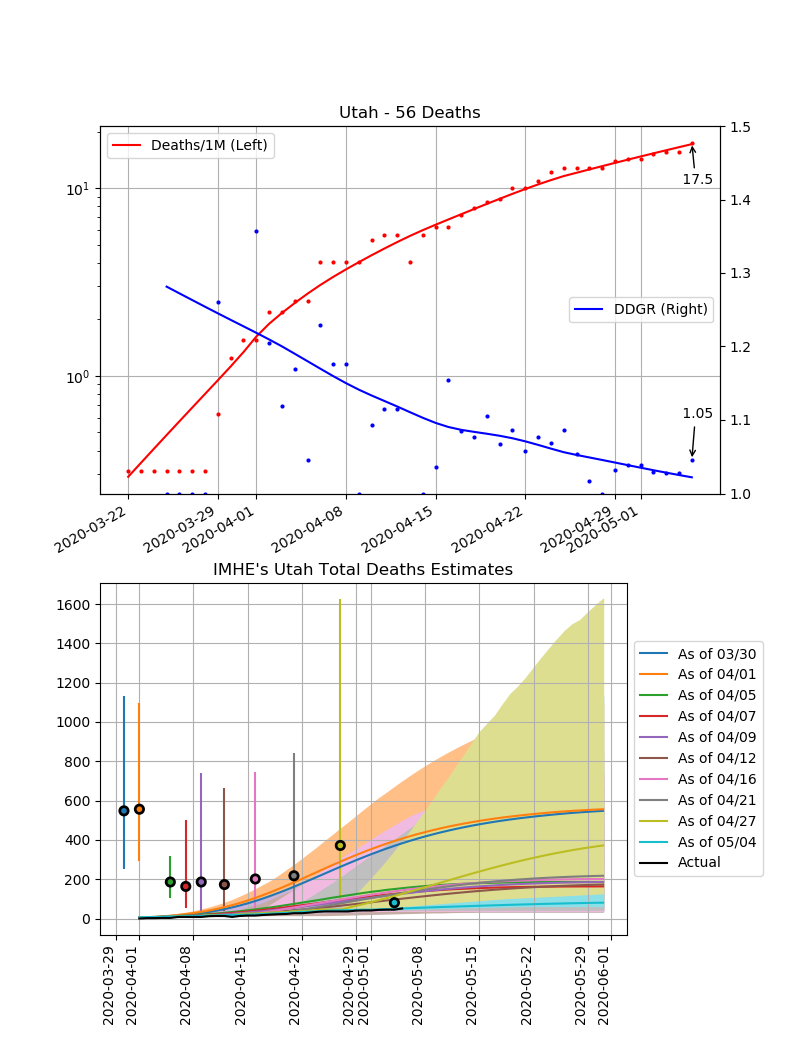 Utah - 56 Deaths
Deaths/1M (Left)
DDGR (Right)
17.5
1.05
10^1
10^0
1.5
1.4
1.3
1.2
1.1
1.0
2020-03-22
2020-03-29
2020-04-01
2020-04-08
2020-04-15
2020-04-22
2020-04-29
2020-05-01
IMHE's Utah Total Deaths Estimates
1600
1400
1200
1000
800
600
400
200
0
2020-03-29
2020-04-01
2020-04-08
2020-04-15
2020-04-22
2020-04-29
2020-05-01
2020-05-08
2020-05-15
2020-05-22
2020-05-29
2020-06-01
As of 03/30
As of 04/01
As of 04/05
As of 04/07
As of 04/09
As of 04/12
As of 04/16
As of 04/21
As of 04/27
As of 05/04
Actual